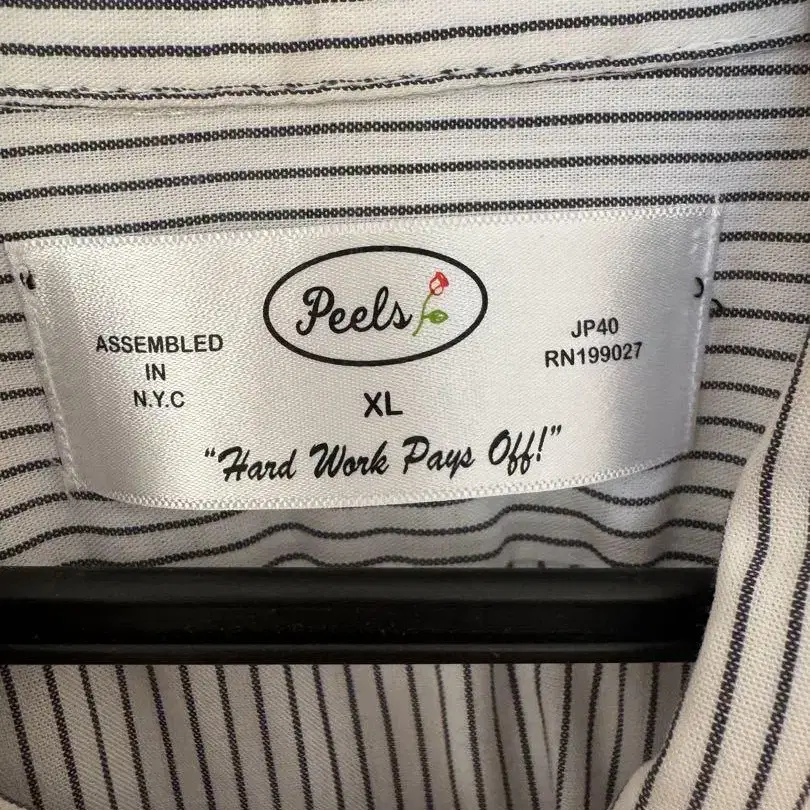 Peels
ASSEMBLED
IN
N.Y.C
XL
JP40
RN199027
"Hard Work Pays Off!"